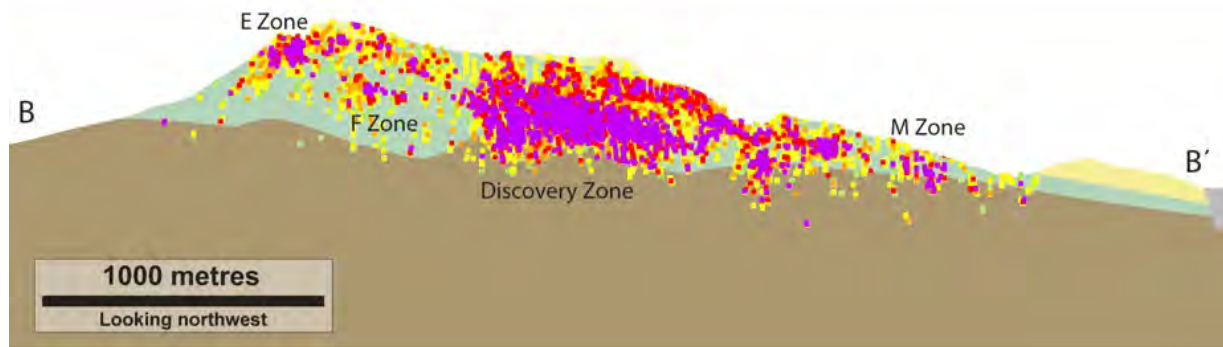 E Zone
B
F Zone
M Zone
B′
Discovery Zone
1000 metres
Looking northwest